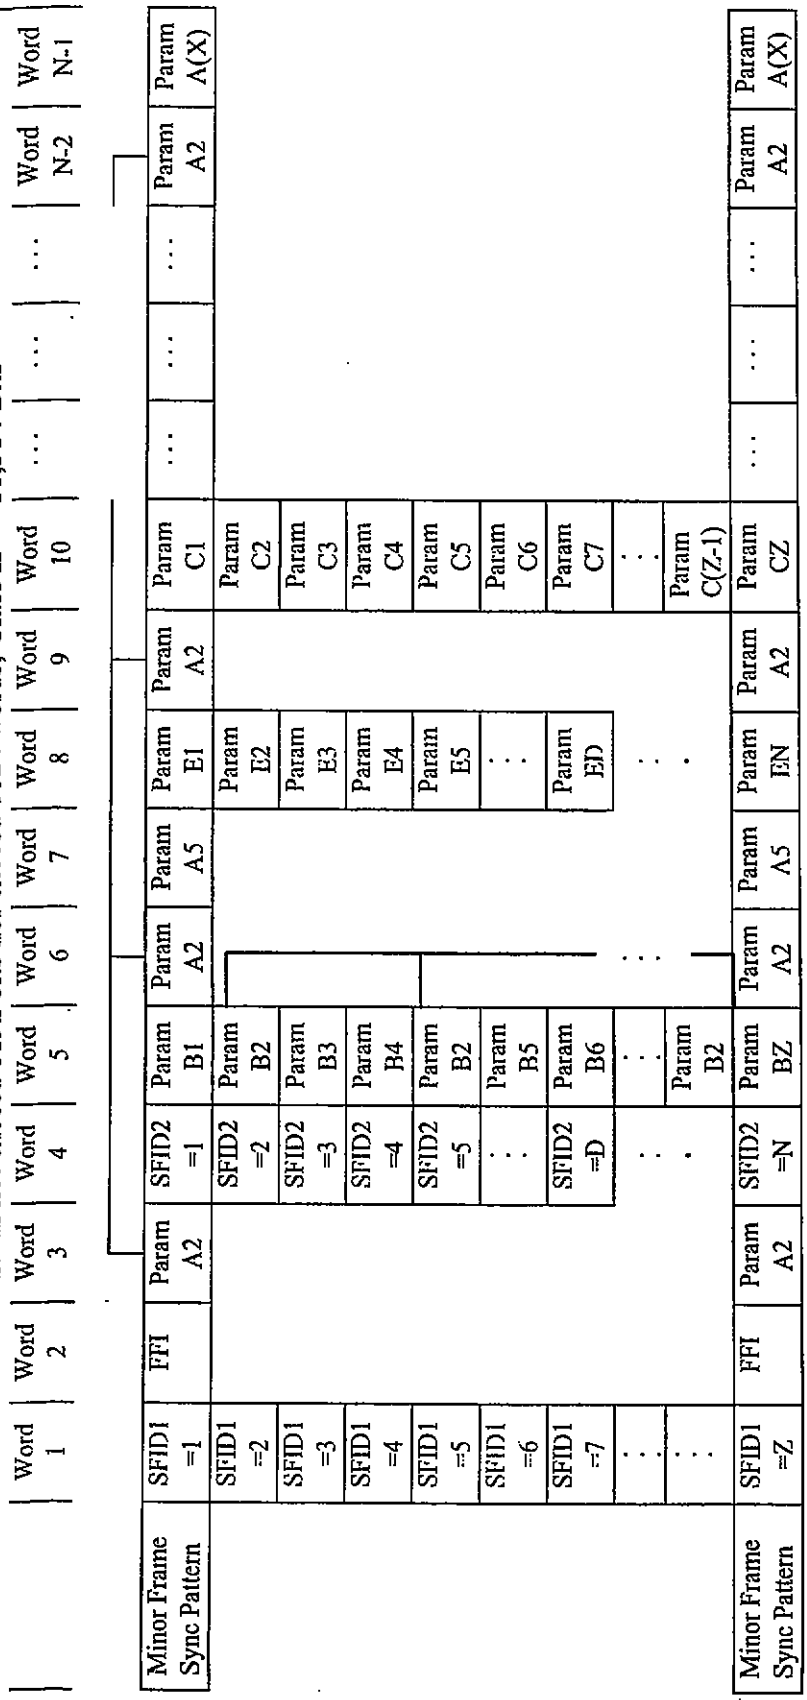 Word Word Word Word Word Word Word Word Word Word ... ... ... Word Word
1 2 3 4 5 6 7 8 9 10 N-2 N-1
Minor Frame SFID1 FFI Param SFID2 Param Param Param Param Param Param ... ... ... Param Param
Sync Pattern =1 A2 =1 B1 A2 A5 E1 A2 C1 A2 A(X)
SFID1 SFID2 Param Param Param
=2 =2 B2 E2 C2
SFID1 SFID2 Param Param Param
=3 =3 B3 E3 C3
SFID1 SFID2 Param Param Param
=4 =4 B4 E4 C4
SFID1 SFID2 Param Param Param
=5 =5 B2 E5 C5
SFID1 ... Param ... Param
=6 B5 C6
SFID1 SFID2 Param Param Param
=7 =D B6 ED C7
... ... ... ... ... ...
... Param Param
B2 C(Z-1)
Minor Frame SFID1 FFI Param SFID2 Param Param Param Param Param Param ... ... ... Param Param
Sync Pattern =Z A2 =N BZ A2 A5 EN A2 CZ A2 A(X)